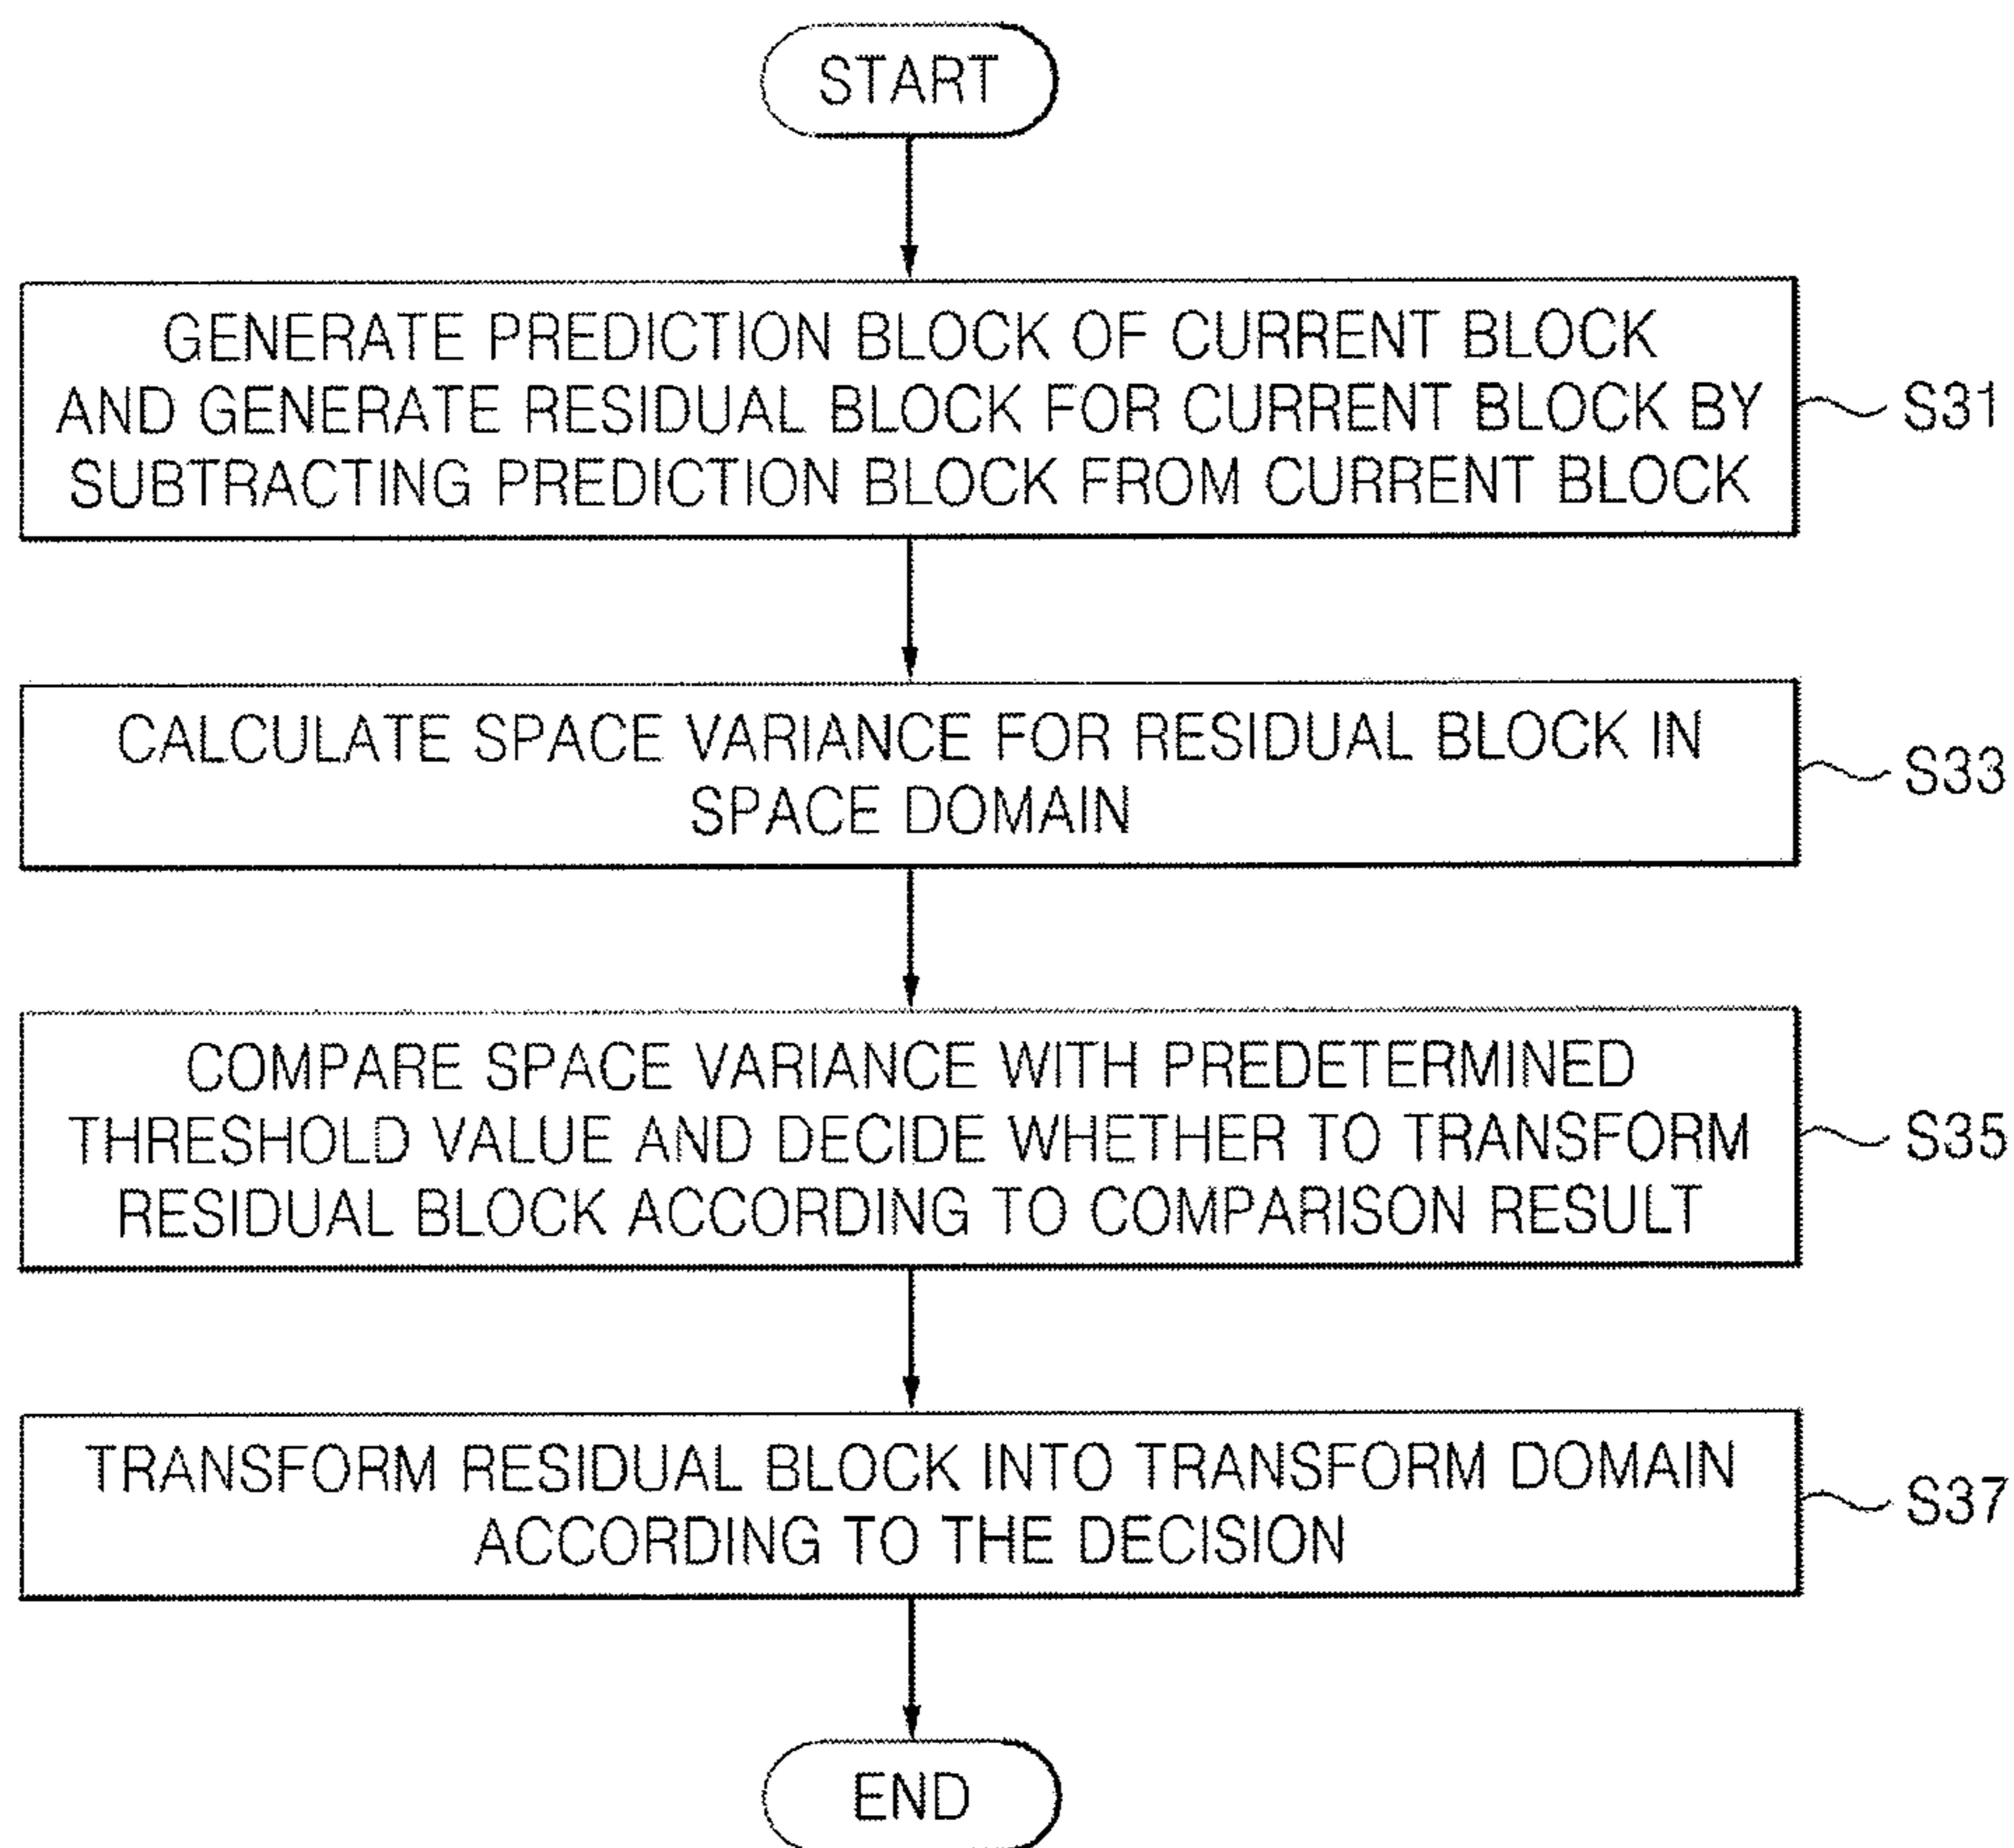 START
GENERATE PREDICTION BLOCK OF CURRENT BLOCK
AND GENERATE RESIDUAL BLOCK FOR CURRENT BLOCK BY
SUBTRACTING PREDICTION BLOCK FROM CURRENT BLOCK
S31
CALCULATE SPACE VARIANCE FOR RESIDUAL BLOCK IN
SPACE DOMAIN
S33
COMPARE SPACE VARIANCE WITH PREDETERMINED
THRESHOLD VALUE AND DECIDE WHETHER TO TRANSFORM
RESIDUAL BLOCK ACCORDING TO COMPARISON RESULT
S35
TRANSFORM RESIDUAL BLOCK INTO TRANSFORM DOMAIN
ACCORDING TO THE DECISION
S37
END